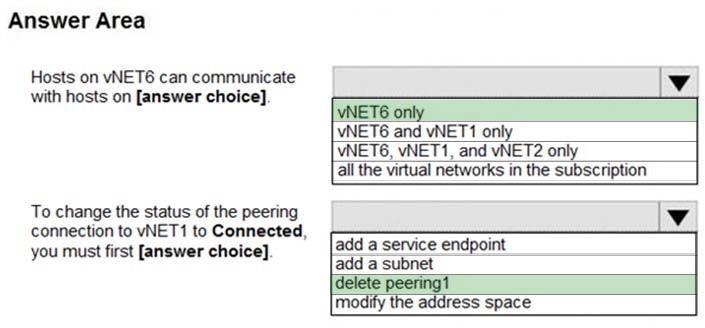 Answer Area
Hosts on vNET6 can communicate
with hosts on [answer choice].
vNET6 only
vNET6 and vNET1 only
vNET6, vNET1, and vNET2 only
all the virtual networks in the subscription
To change the status of the peering
connection to vNET1 to Connected,
you must first [answer choice].
add a service endpoint
add a subnet
delete peering1
modify the address space